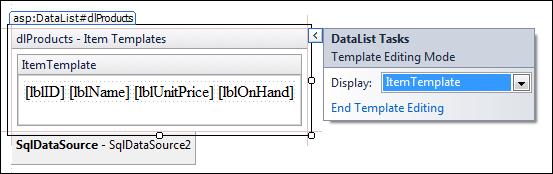 asp:DataList#dlProducts
dlProducts - Item Templates
ItemTemplate
[lblID] [lblName] [lblUnitPrice] [lblOnHand]
SqlDataSource - SqlDataSource2
DataList Tasks
Template Editing Mode
Display: ItemTemplate
End Template Editing